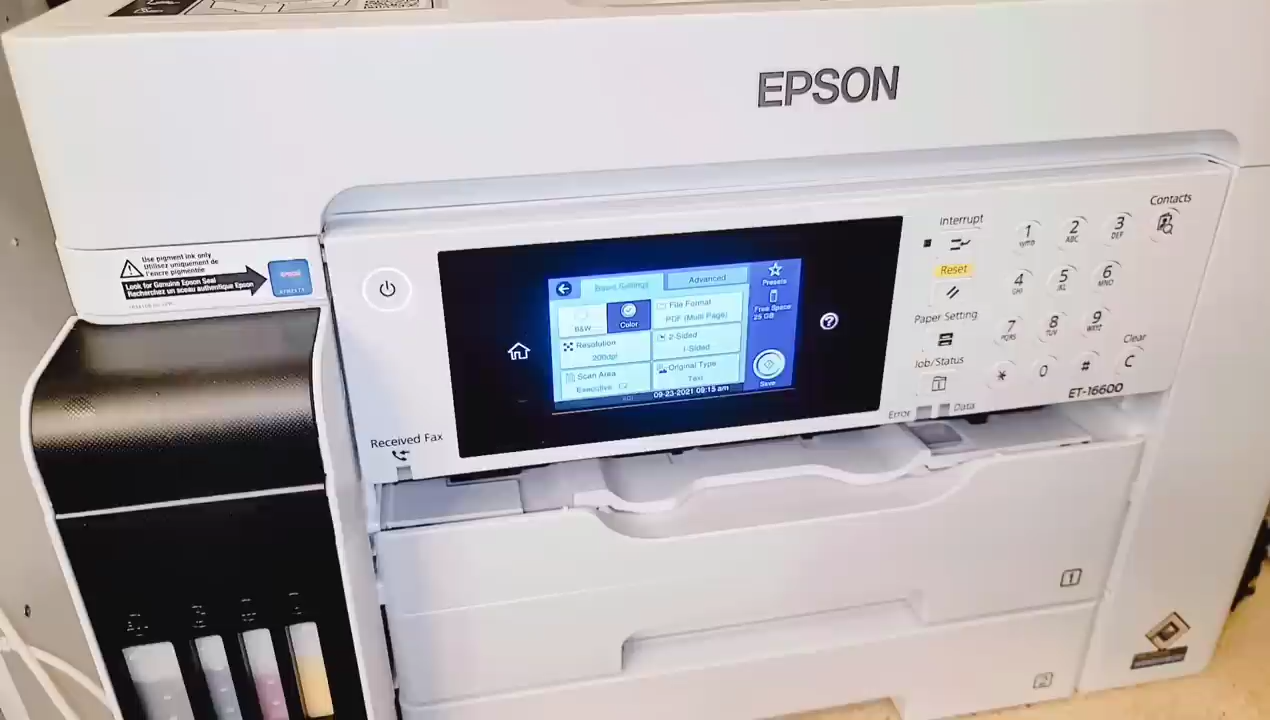 EPSON
Use pigment ink only
Utilisez uniquement de
l'encre pigmentée
Look for Genuine Epson Seal
Recherchez un sceau authentique Epson
Received Fax
Basic Settings
Advanced
B&W
Color
File Format
PDF (Multi Page)
Resolution
200dpi
2-Sided
1-Sided
Scan Area
Executive
Original Type
Text
Presets
Free Space
25 GB
Save
09-23-2021 09:15 am
Interrupt
Reset
Paper Setting
Job/Status
Error
Data
Contacts
1
2 ABC
3 DEF
4 GHI
5 JKL
6 MNO
7 PQRS
8 TUV
9 WXYZ
* 0 #
Clear
C
ET-16600
1
2